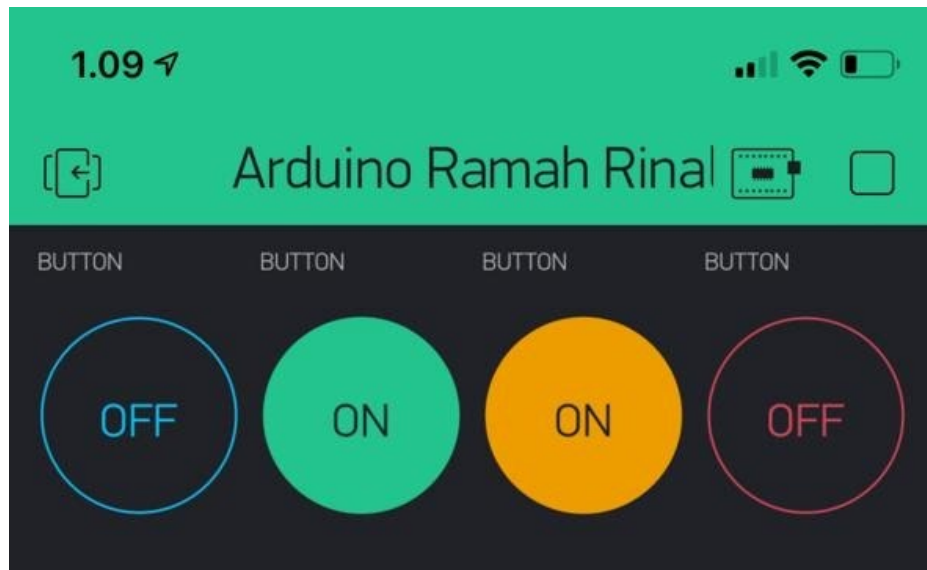 1.09
Arduino Ramah Rinal
BUTTON BUTTON BUTTON BUTTON
OFF ON ON OFF